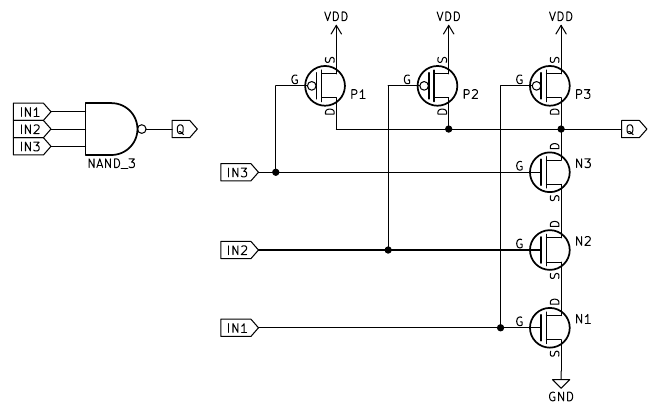 VDD VDD VDD
S S S
G P1 G P2 G P3
D D D
IN1
IN2
IN3
Q
NAND_3
Q
D
IN3 G N3
S
D
IN2 G N2
S
D
IN1 G N1
S
GND